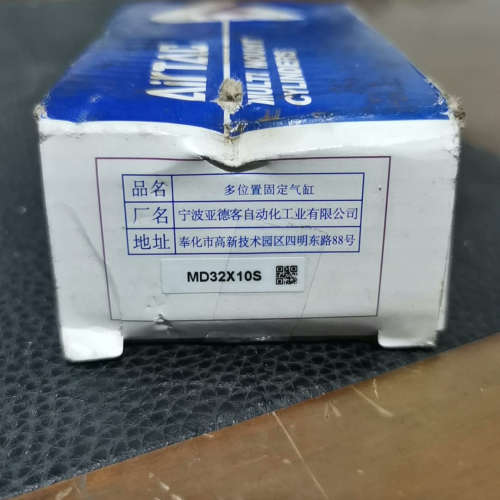 AirTAC
MULTI MOUNT
CYLINDERS
品名 多位置固定气缸
厂名 宁波亚德客自动化工业有限公司
地址 奉化市高新技术园区四明东路88号
MD32X10S